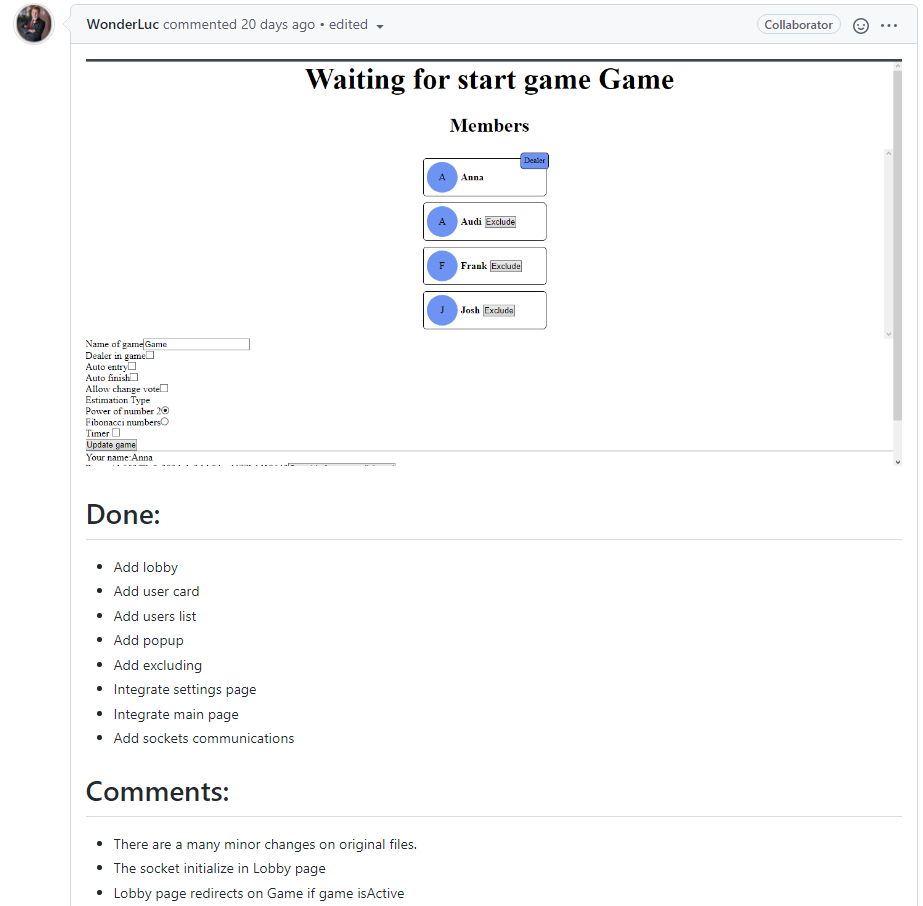 WonderLuc commented 20 days ago • edited
Collaborator
Waiting for start game Game
Members
Dealer
A Anna
A Audi Exclude
F Frank Exclude
J Josh Exclude
Name of game Game
Dealer in game
Auto entry
Auto finish
Allow change vote
Estimation Type
Power of number 2
Fibonacci numbers
Timer
Update game
Your name:Anna
Done:
Add lobby
Add user card
Add users list
Add popup
Add excluding
Integrate settings page
Integrate main page
Add sockets communications
Comments:
There are a many minor changes on original files.
The socket initialize in Lobby page
Lobby page redirects on Game if game isActive